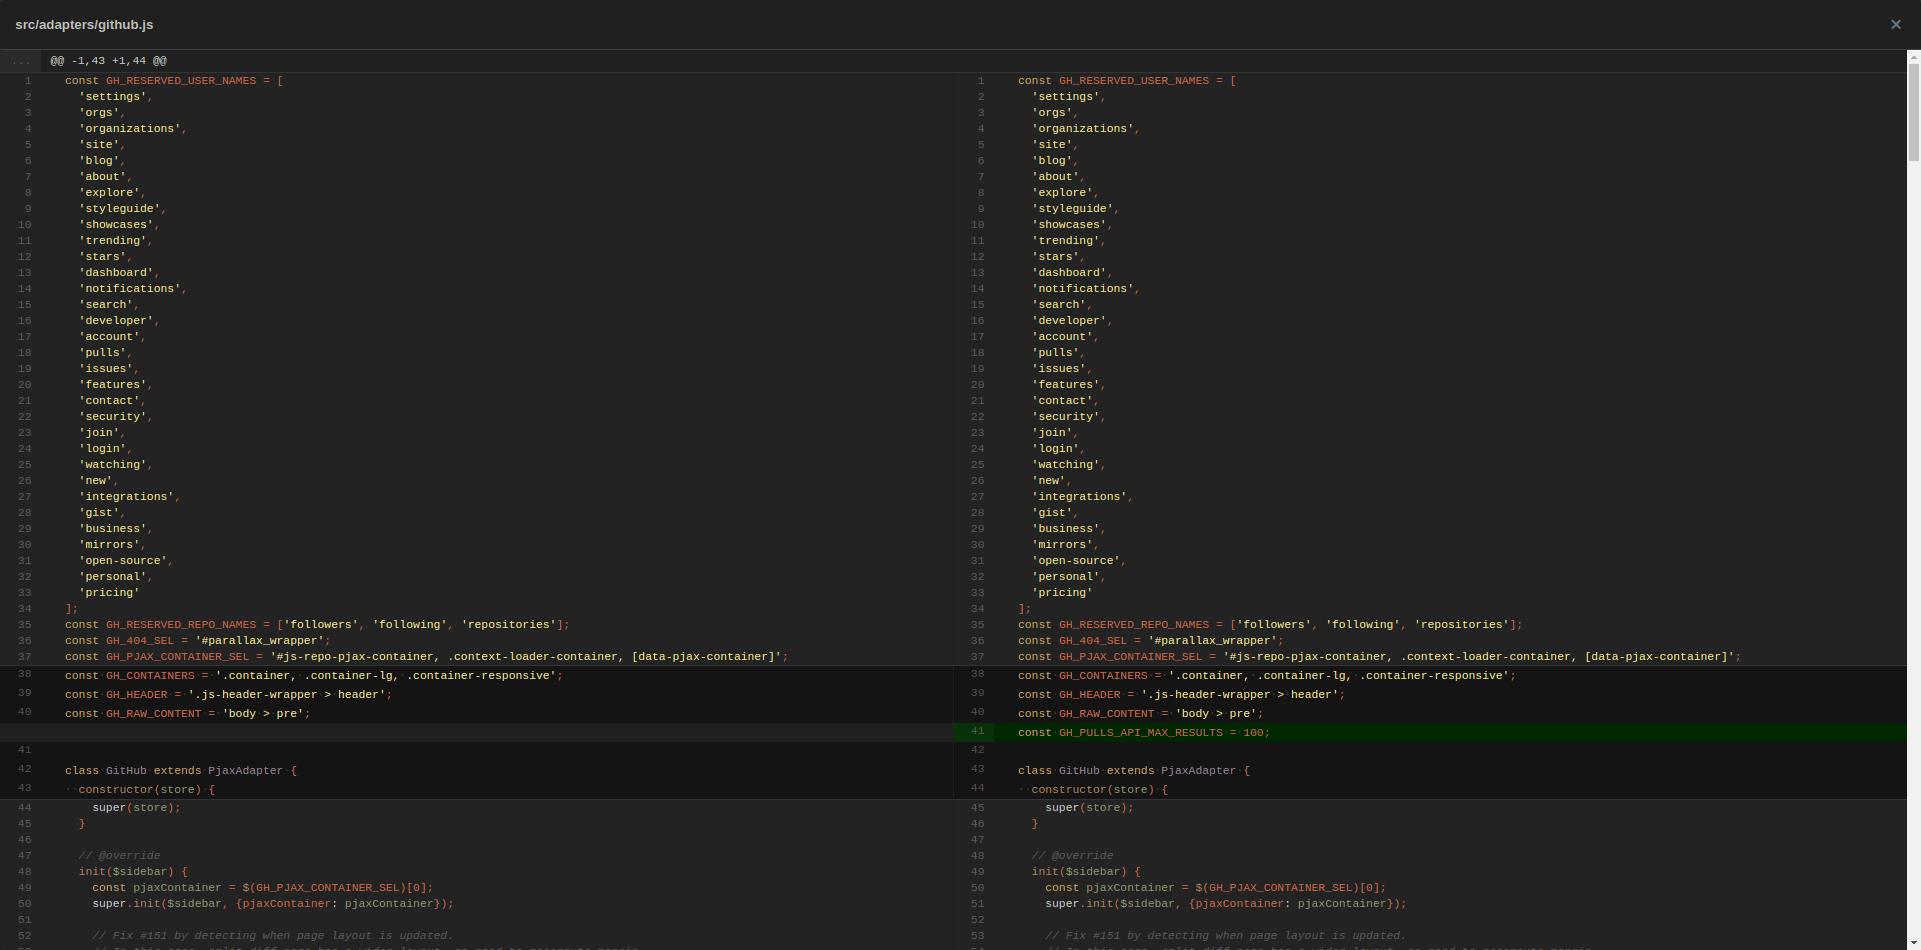 src/adapters/github.js
×
... @@ -1,43 +1,44 @@
1 const GH_RESERVED_USER_NAMES = [ 1 const GH_RESERVED_USER_NAMES = [
2 'settings', 2 'settings',
3 'orgs', 3 'orgs',
4 'organizations', 4 'organizations',
5 'site', 5 'site',
6 'blog', 6 'blog',
7 'about', 7 'about',
8 'explore', 8 'explore',
9 'styleguide', 9 'styleguide',
10 'showcases', 10 'showcases',
11 'trending', 11 'trending',
12 'stars', 12 'stars',
13 'dashboard', 13 'dashboard',
14 'notifications', 14 'notifications',
15 'search', 15 'search',
16 'developer', 16 'developer',
17 'account', 17 'account',
18 'pulls', 18 'pulls',
19 'issues', 19 'issues',
20 'features', 20 'features',
21 'contact', 21 'contact',
22 'security', 22 'security',
23 'join', 23 'join',
24 'login', 24 'login',
25 'watching', 25 'watching',
26 'new', 26 'new',
27 'integrations', 27 'integrations',
28 'gist', 28 'gist',
29 'business', 29 'business',
30 'mirrors', 30 'mirrors',
31 'open-source', 31 'open-source',
32 'personal', 32 'personal',
33 'pricing' 33 'pricing'
34 ]; 34 ];
35 const GH_RESERVED_REPO_NAMES = ['followers', 'following', 'repositories']; 35 const GH_RESERVED_REPO_NAMES = ['followers', 'following', 'repositories'];
36 const GH_404_SEL = '#parallax_wrapper'; 36 const GH_404_SEL = '#parallax_wrapper';
37 const GH_PJAX_CONTAINER_SEL = '#js-repo-pjax-container, .context-loader-container, [data-pjax-container]'; 37 const GH_PJAX_CONTAINER_SEL = '#js-repo-pjax-container, .context-loader-container, [data-pjax-container]';
38 const·GH_CONTAINERS·=·'.container,·.container-lg,·.container-responsive'; 38 const·GH_CONTAINERS·=·'.container,·.container-lg,·.container-responsive';
39 const·GH_HEADER·=·'.js-header-wrapper·>·header'; 39 const·GH_HEADER·=·'.js-header-wrapper·>·header';
40 const·GH_RAW_CONTENT·=·'body·>·pre'; 40 const·GH_RAW_CONTENT·=·'body·>·pre';
41 const·GH_PULLS_API_MAX_RESULTS·=·100;
41 42
42 class·GitHub·extends·PjaxAdapter·{ 43 class·GitHub·extends·PjaxAdapter·{
43 ··constructor(store)·{ 44 ··constructor(store)·{
44 super(store); 45 super(store);
45 } 46 }
46 47
47 // @override 48 // @override
48 init($sidebar) { 49 init($sidebar) {
49 const pjaxContainer = $(GH_PJAX_CONTAINER_SEL)[0]; 50 const pjaxContainer = $(GH_PJAX_CONTAINER_SEL)[0];
50 super.init($sidebar, {pjaxContainer: pjaxContainer}); 51 super.init($sidebar, {pjaxContainer: pjaxContainer});
51 52
52 // Fix #151 by detecting when page layout is updated. 53 // Fix #151 by detecting when page layout is updated.